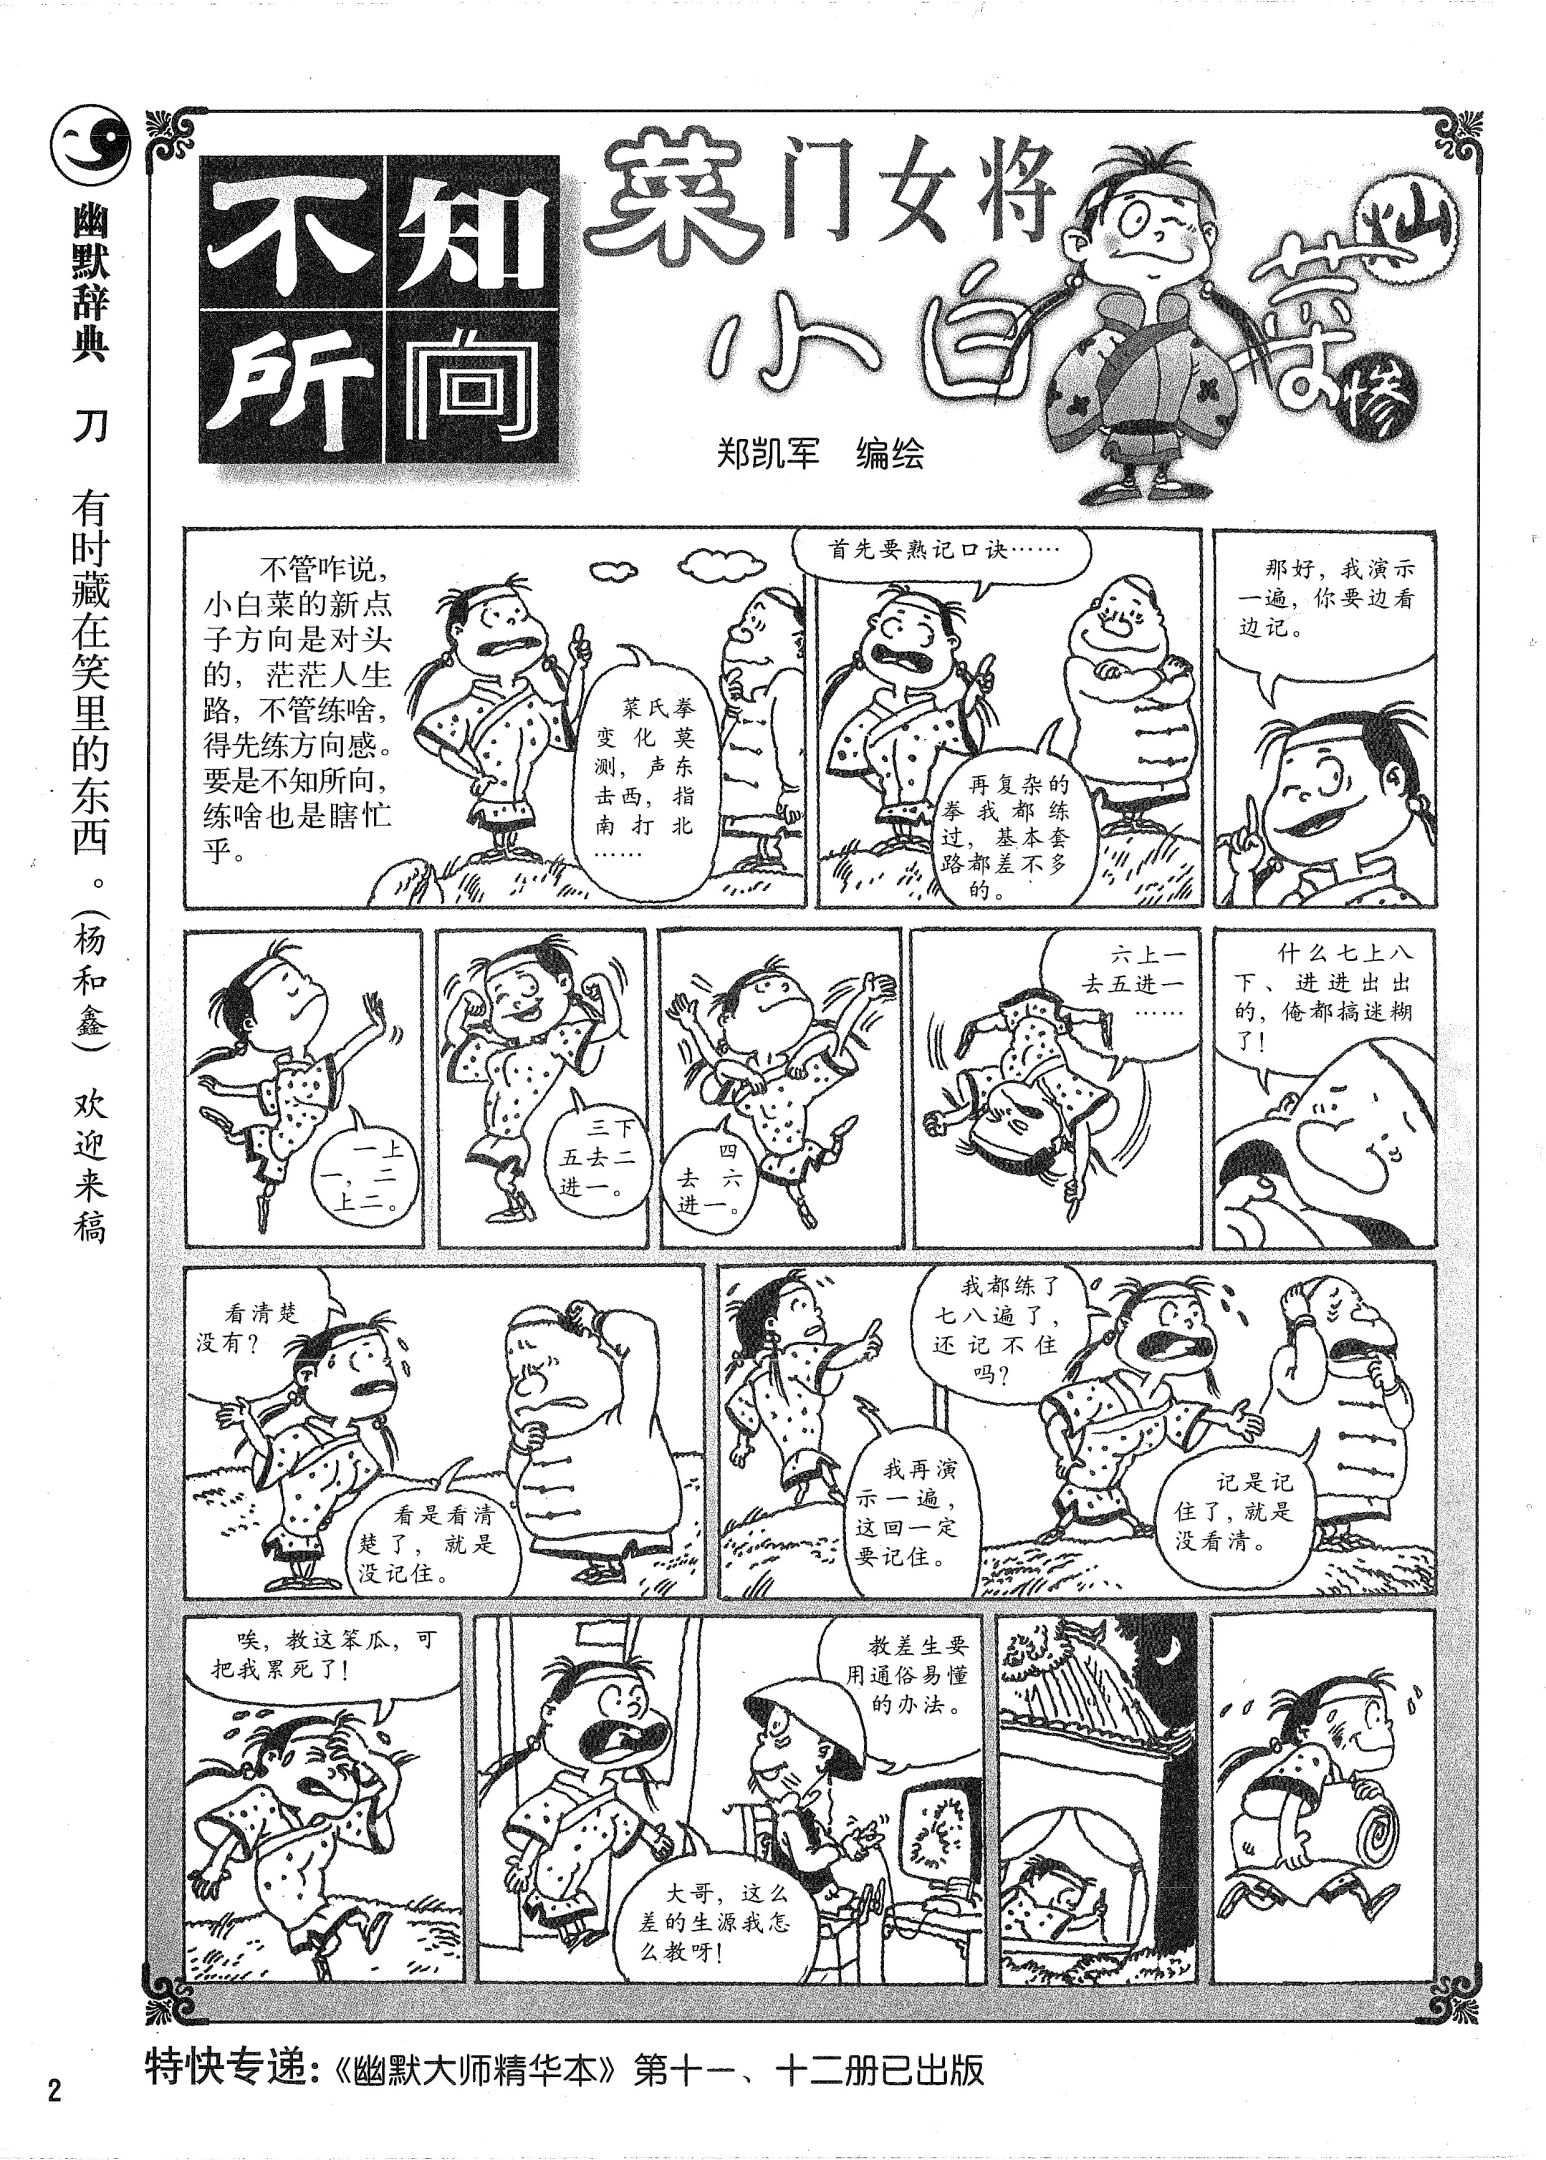 幽默辞典 刀 有时藏在笑里的东西。(杨和鑫) 欢迎来稿
不知
所向
菜门女将
小白菜
灿
惨
郑凯军 编绘
不管咋说,
小白菜的新点
子方向是对头
的,茫茫人生
路,不管练啥,
得先练方向感。
要是不知所向,
练啥也是瞎忙
乎。
菜氏拳
变化莫
测,声东
击西,指
南打北
……
首先要熟记口诀……
再复杂的
拳我都练
过,基本套
路都差不多
的。
那好,我演示
一遍,你要边看
边记。
一上
一,二
上二。
三下
五去二
进一。
四
去六
进一。
六上一
去五进一
……
什么七上八
下、进进出出
的,俺都搞迷糊
了!
看清楚
没有?
看是看清
楚了,就是
没记住。
我再演
示一遍,
这回一定
要记住。
我都练了
七八遍了,
还记不住
吗?
记是记
住了,就是
没看清。
唉,教这笨瓜,可
把我累死了!
大哥,这么
差的生源我怎
么教呀!
教差生要
用通俗易懂
的办法。
特快专递:《幽默大师精华本》第十一、十二册已出版
2